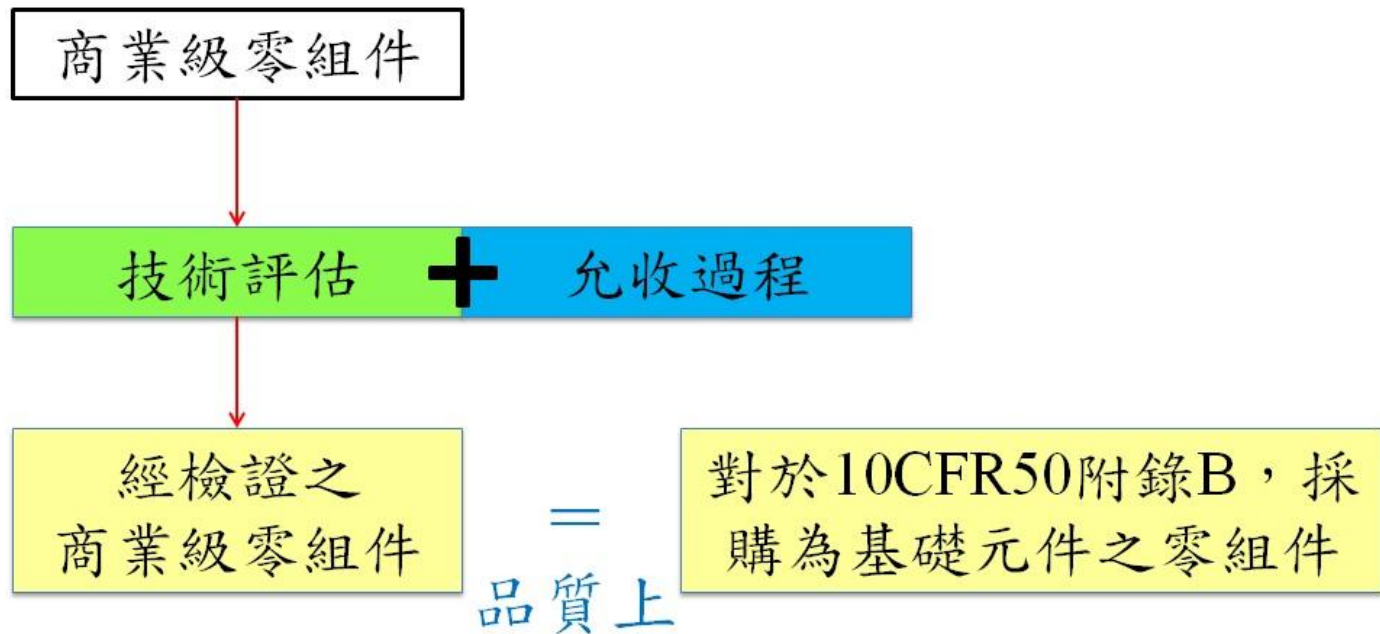 商業級零組件
技術評估 + 允收過程
經檢證之
商業級零組件
=
品質上
對於10CFR50附錄B，採
購為基礎元件之零組件